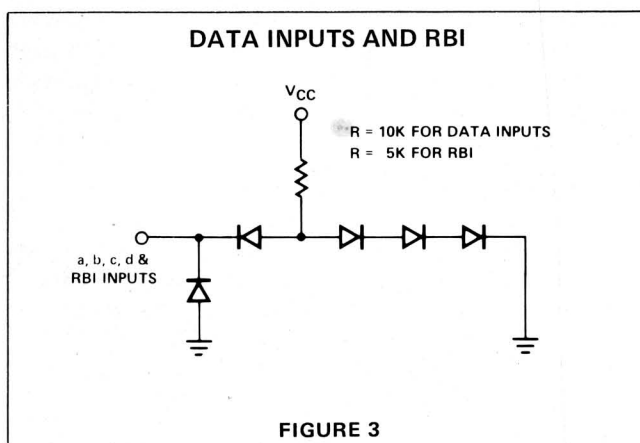 DATA INPUTS AND RBI
VCC
R = 10K FOR DATA INPUTS
R = 5K FOR RBI
a, b, c, d &
RBI INPUTS
FIGURE 3